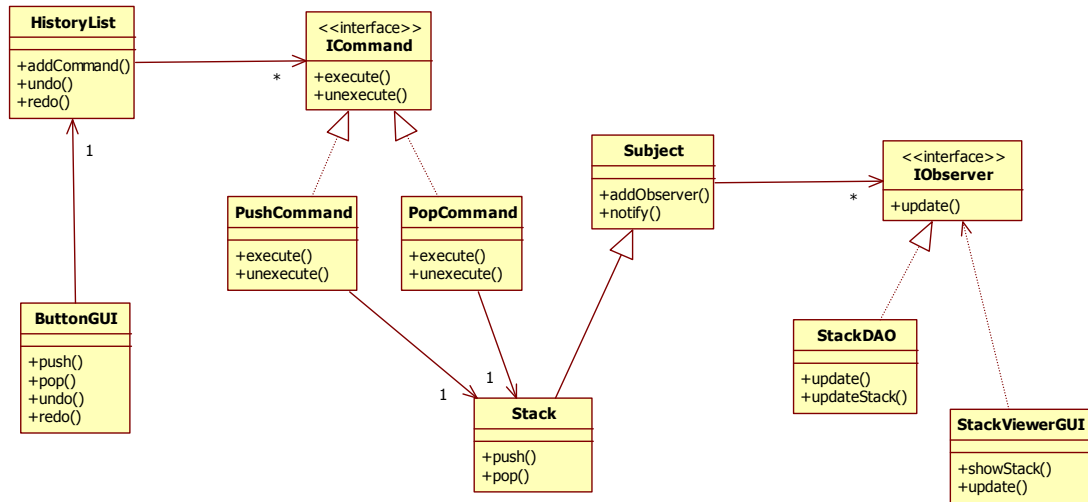 HistoryList
+addCommand()
+undo()
+redo()
<<interface>>
ICommand
+execute()
+unexecute()
*
1
Subject
+addObserver()
+notify()
<<interface>>
IObserver
+update()
*
PushCommand
+execute()
+unexecute()
PopCommand
+execute()
+unexecute()
ButtonGUI
+push()
+pop()
+undo()
+redo()
1
1
Stack
+push()
+pop()
StackDAO
+update()
+updateStack()
StackViewerGUI
+showStack()
+update()